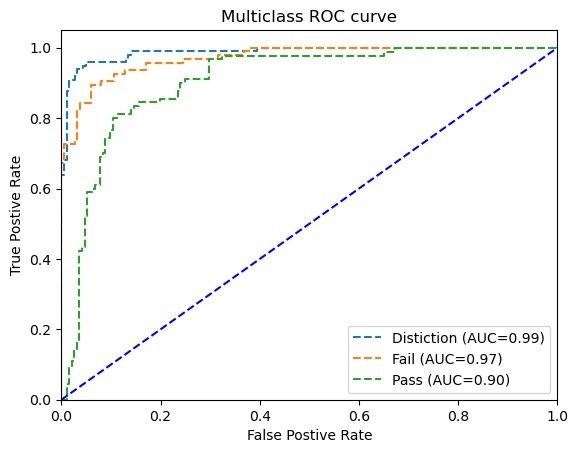 Multiclass ROC curve
True Postive Rate
1.0
0.8
0.6
0.4
0.2
0.0
Distiction (AUC=0.99)
Fail (AUC=0.97)
Pass (AUC=0.90)
0.0 0.2 0.4 0.6 0.8 1.0
False Postive Rate